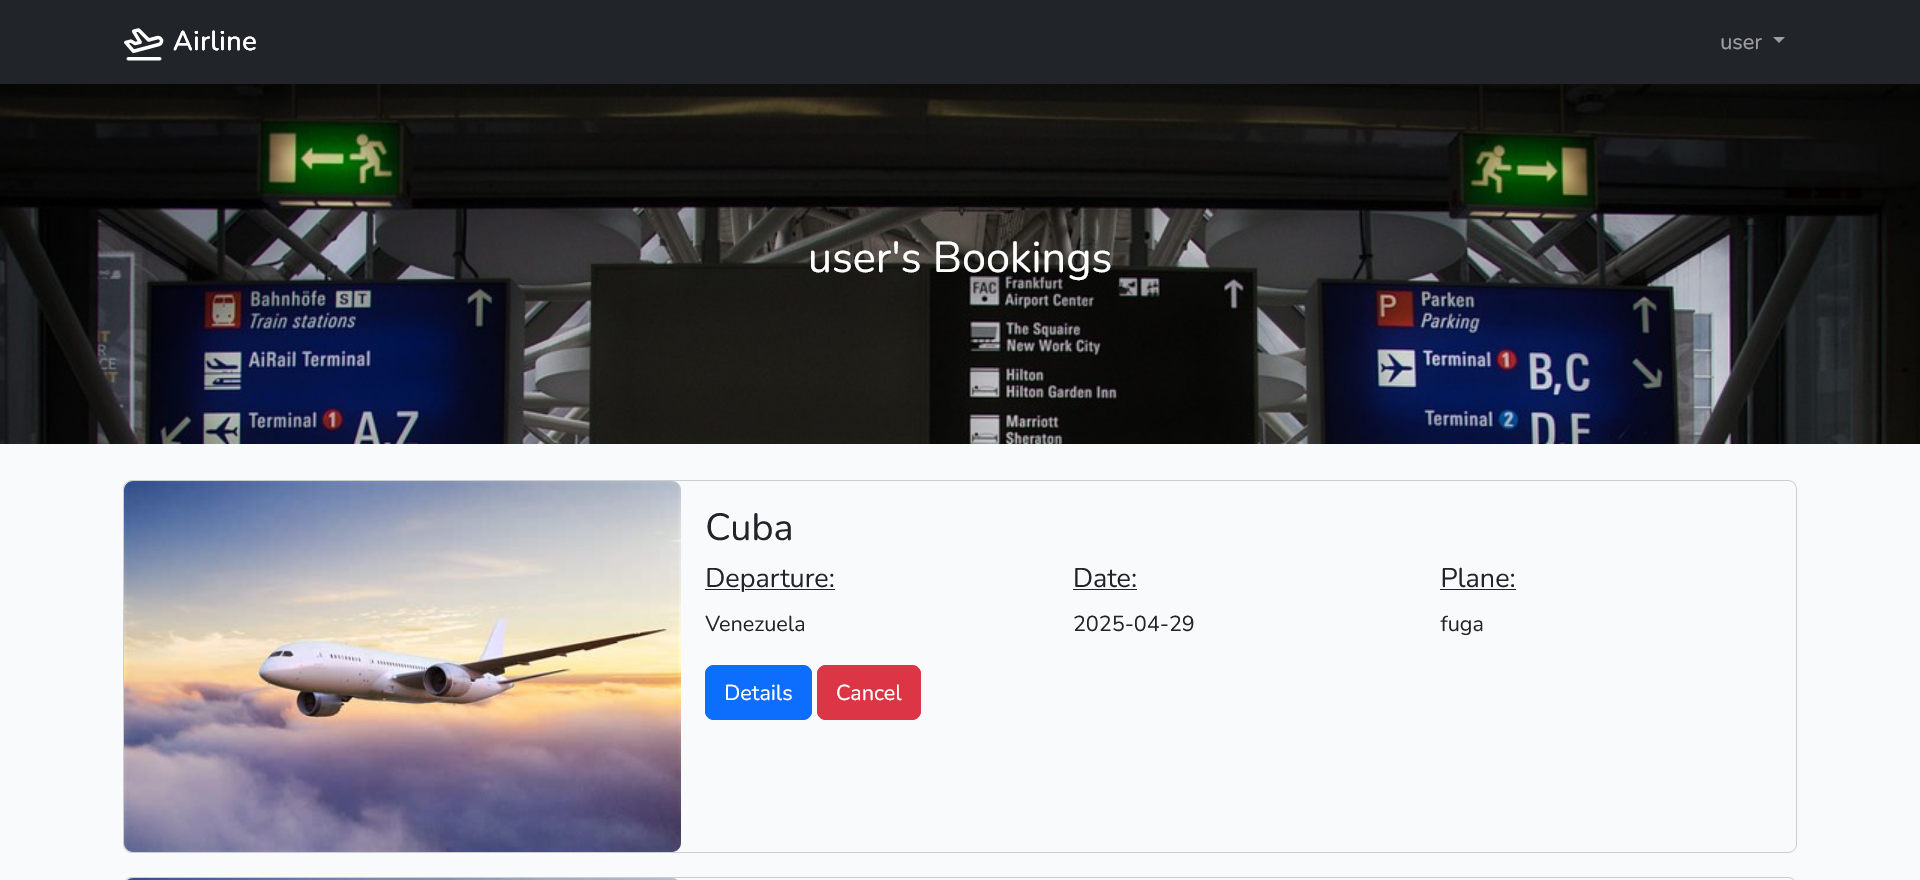 Airline
user
user's Bookings
Bahnhöfe S T
Train stations
AiRail Terminal
Terminal 1 A,Z
FAC Frankfurt
Airport Center
The Squaire
New Work City
Hilton
Hilton Garden Inn
Marriott
Sheraton
P Parken
Parking
Terminal 1 B,C
Terminal 2 D,E
Cuba
Departure:
Date:
Plane:
Venezuela
2025-04-29
fuga
Details
Cancel